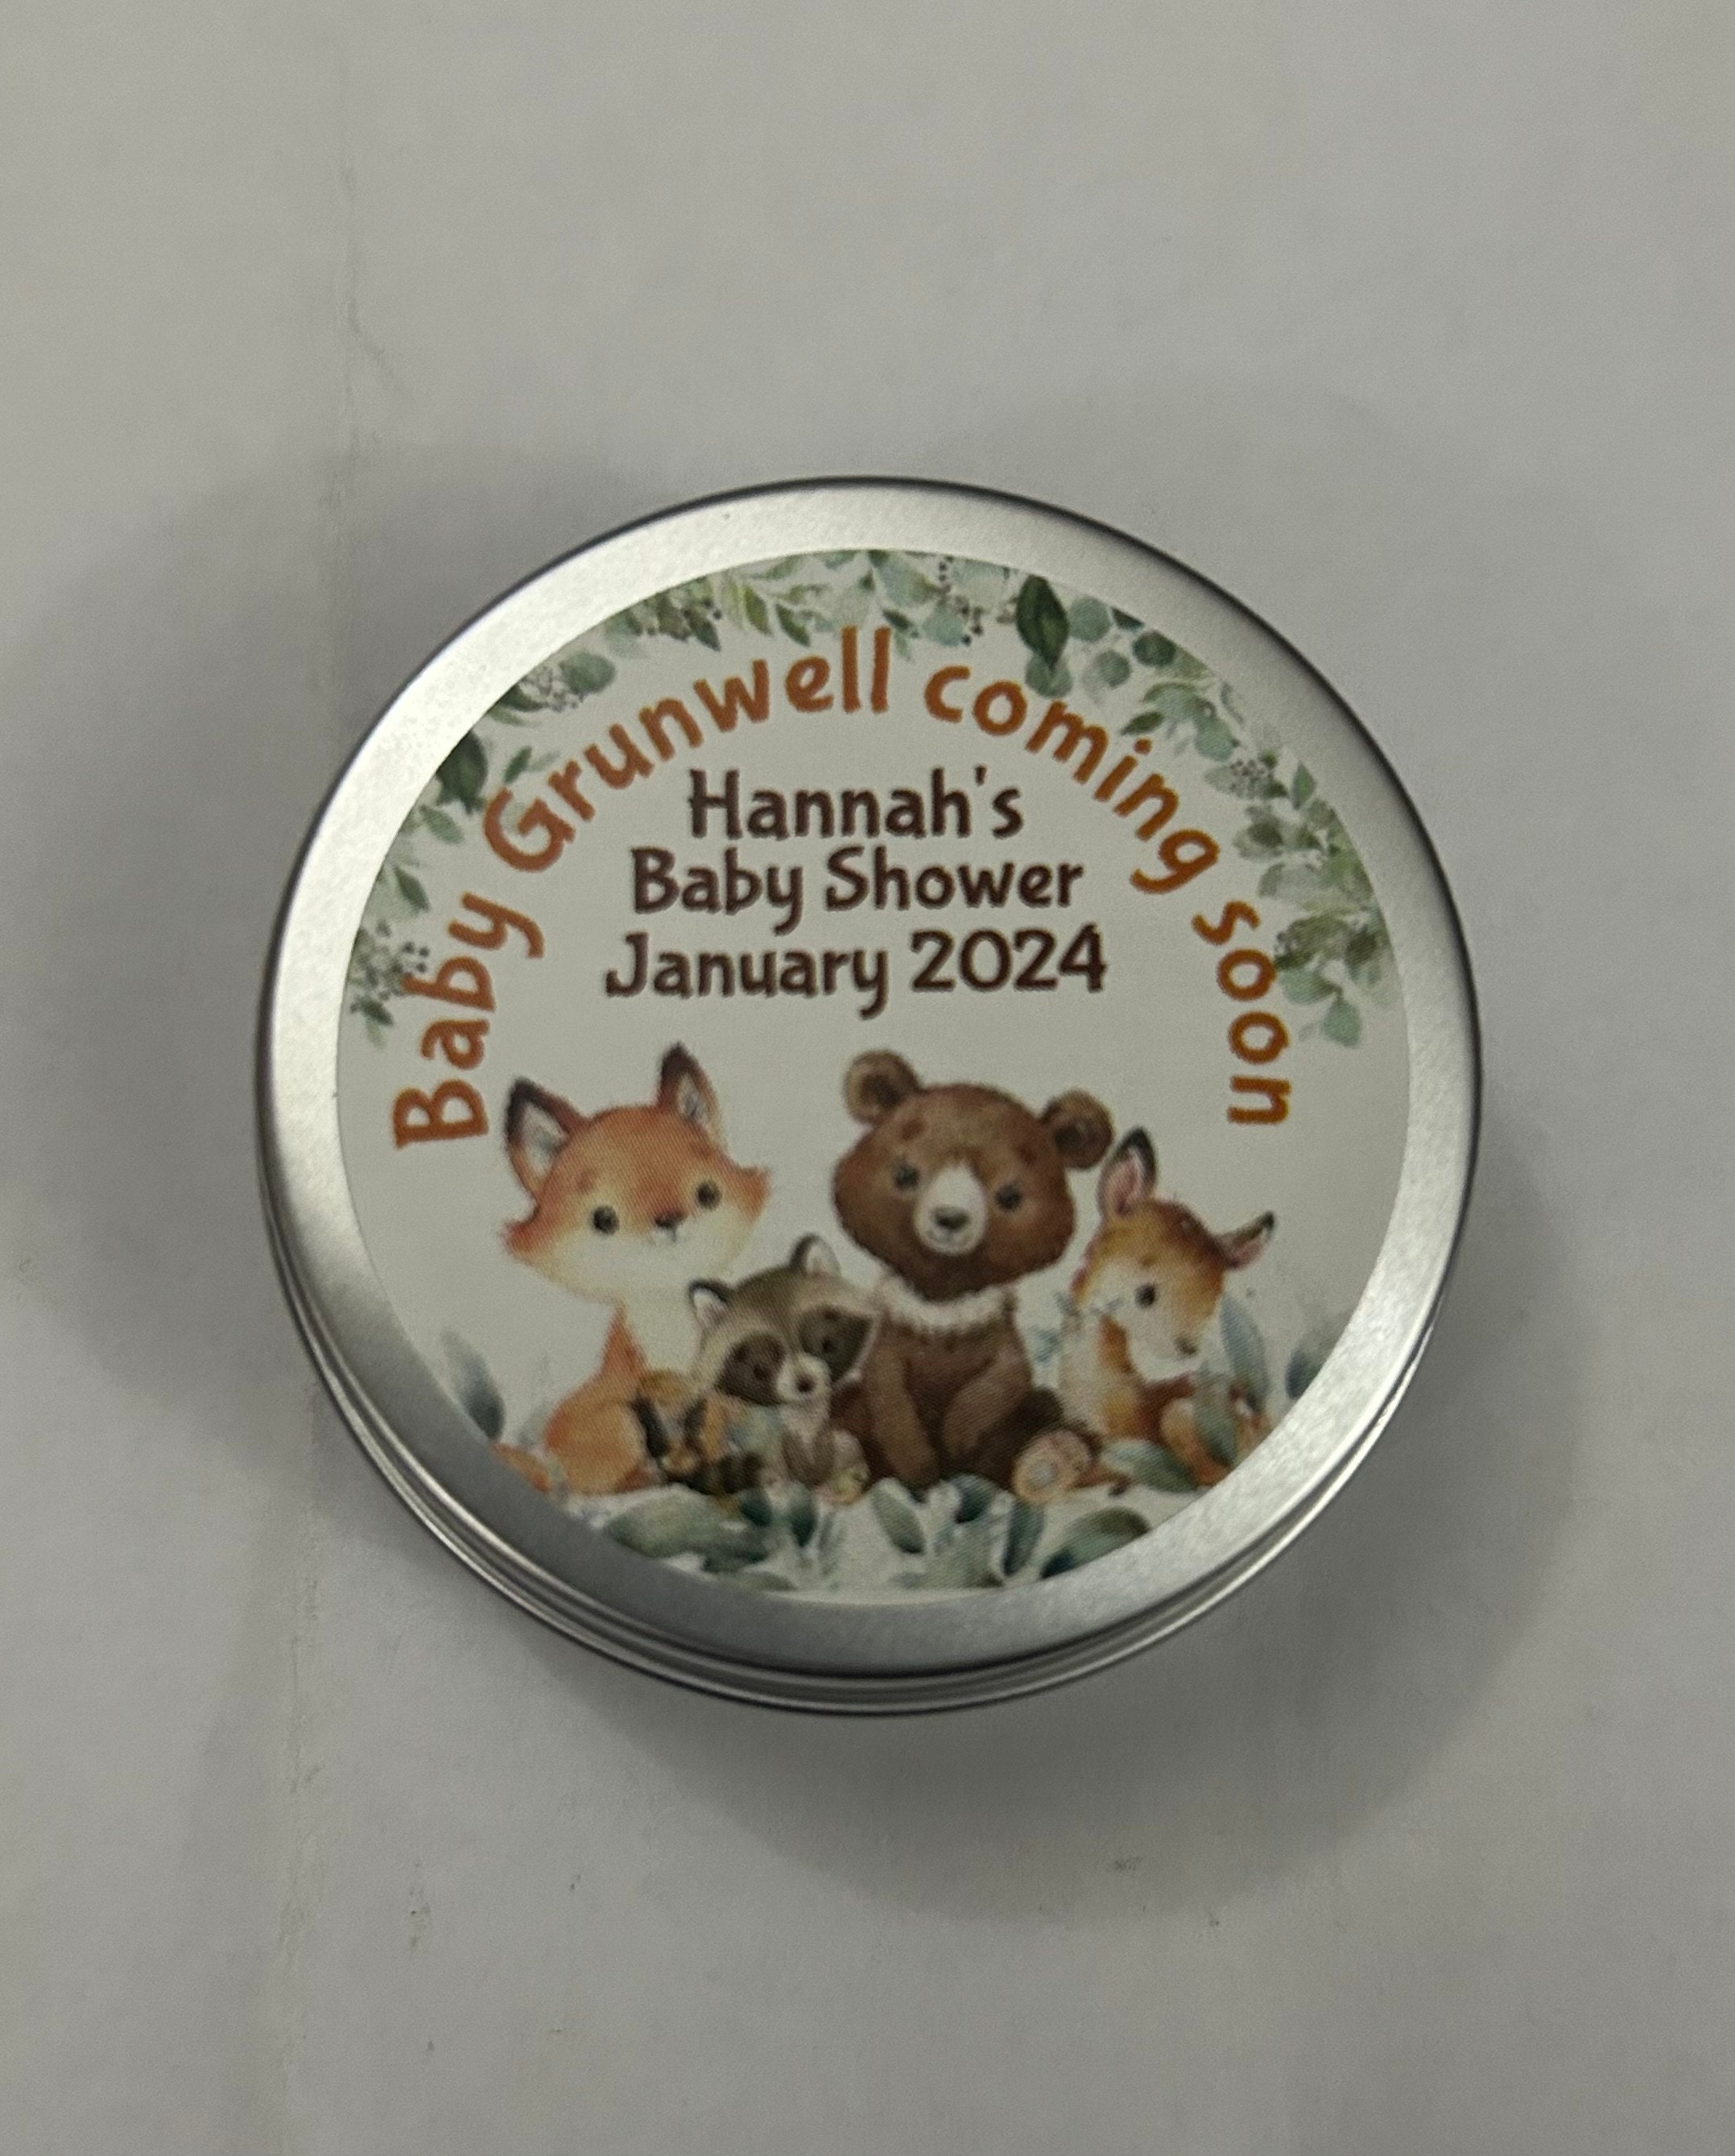 Baby Grunwell coming soon
Hannah's
Baby Shower
January 2024